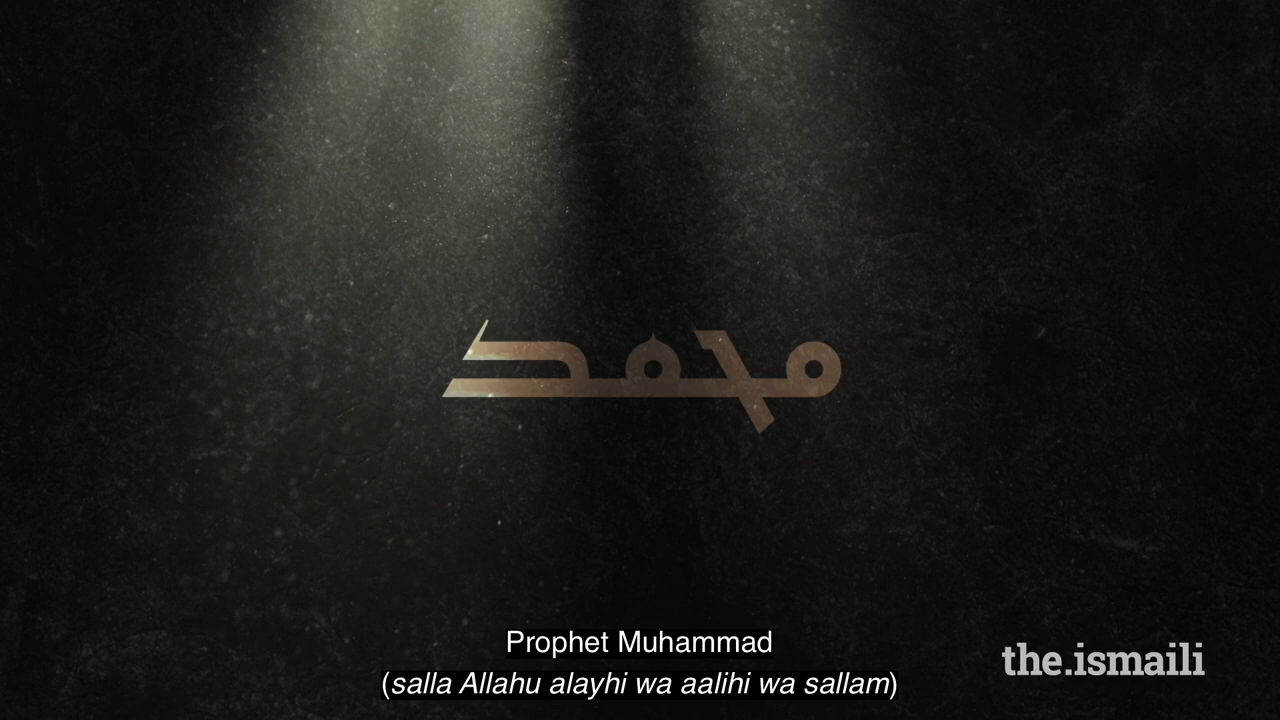 محمد
Prophet Muhammad
(salla Allahu alayhi wa aalihi wa sallam)
the.ismaili